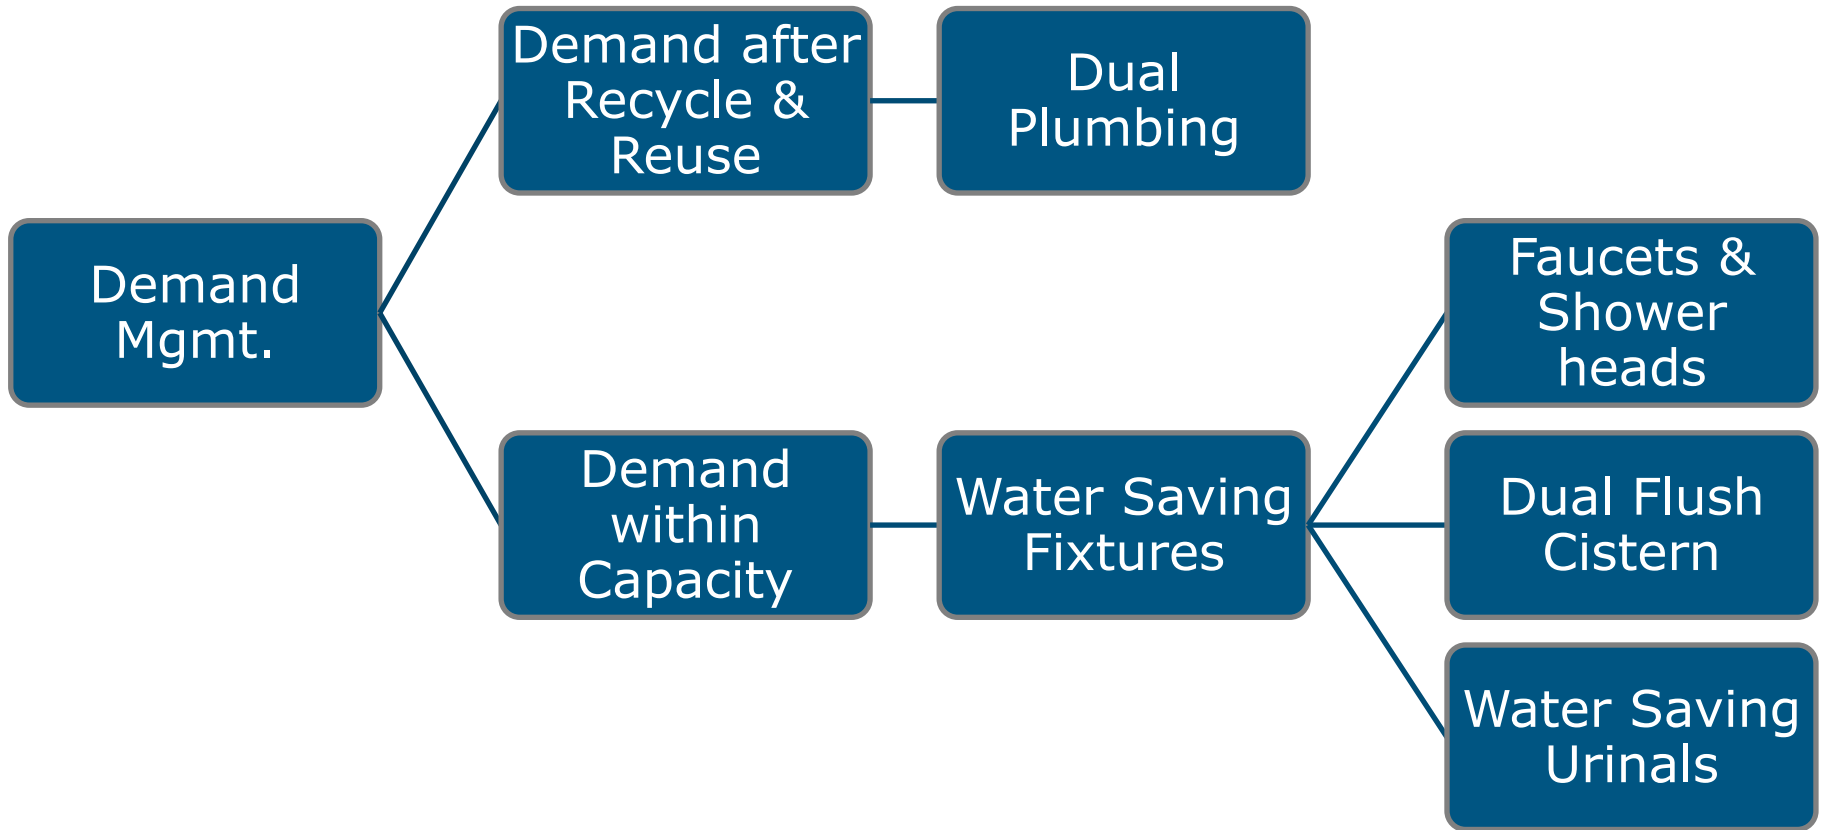 Demand after
Recycle &
Reuse
Dual
Plumbing
Demand
Mgmt.
Faucets &
Shower
heads
Demand
within
Capacity
Water Saving
Fixtures
Dual Flush
Cistern
Water Saving
Urinals